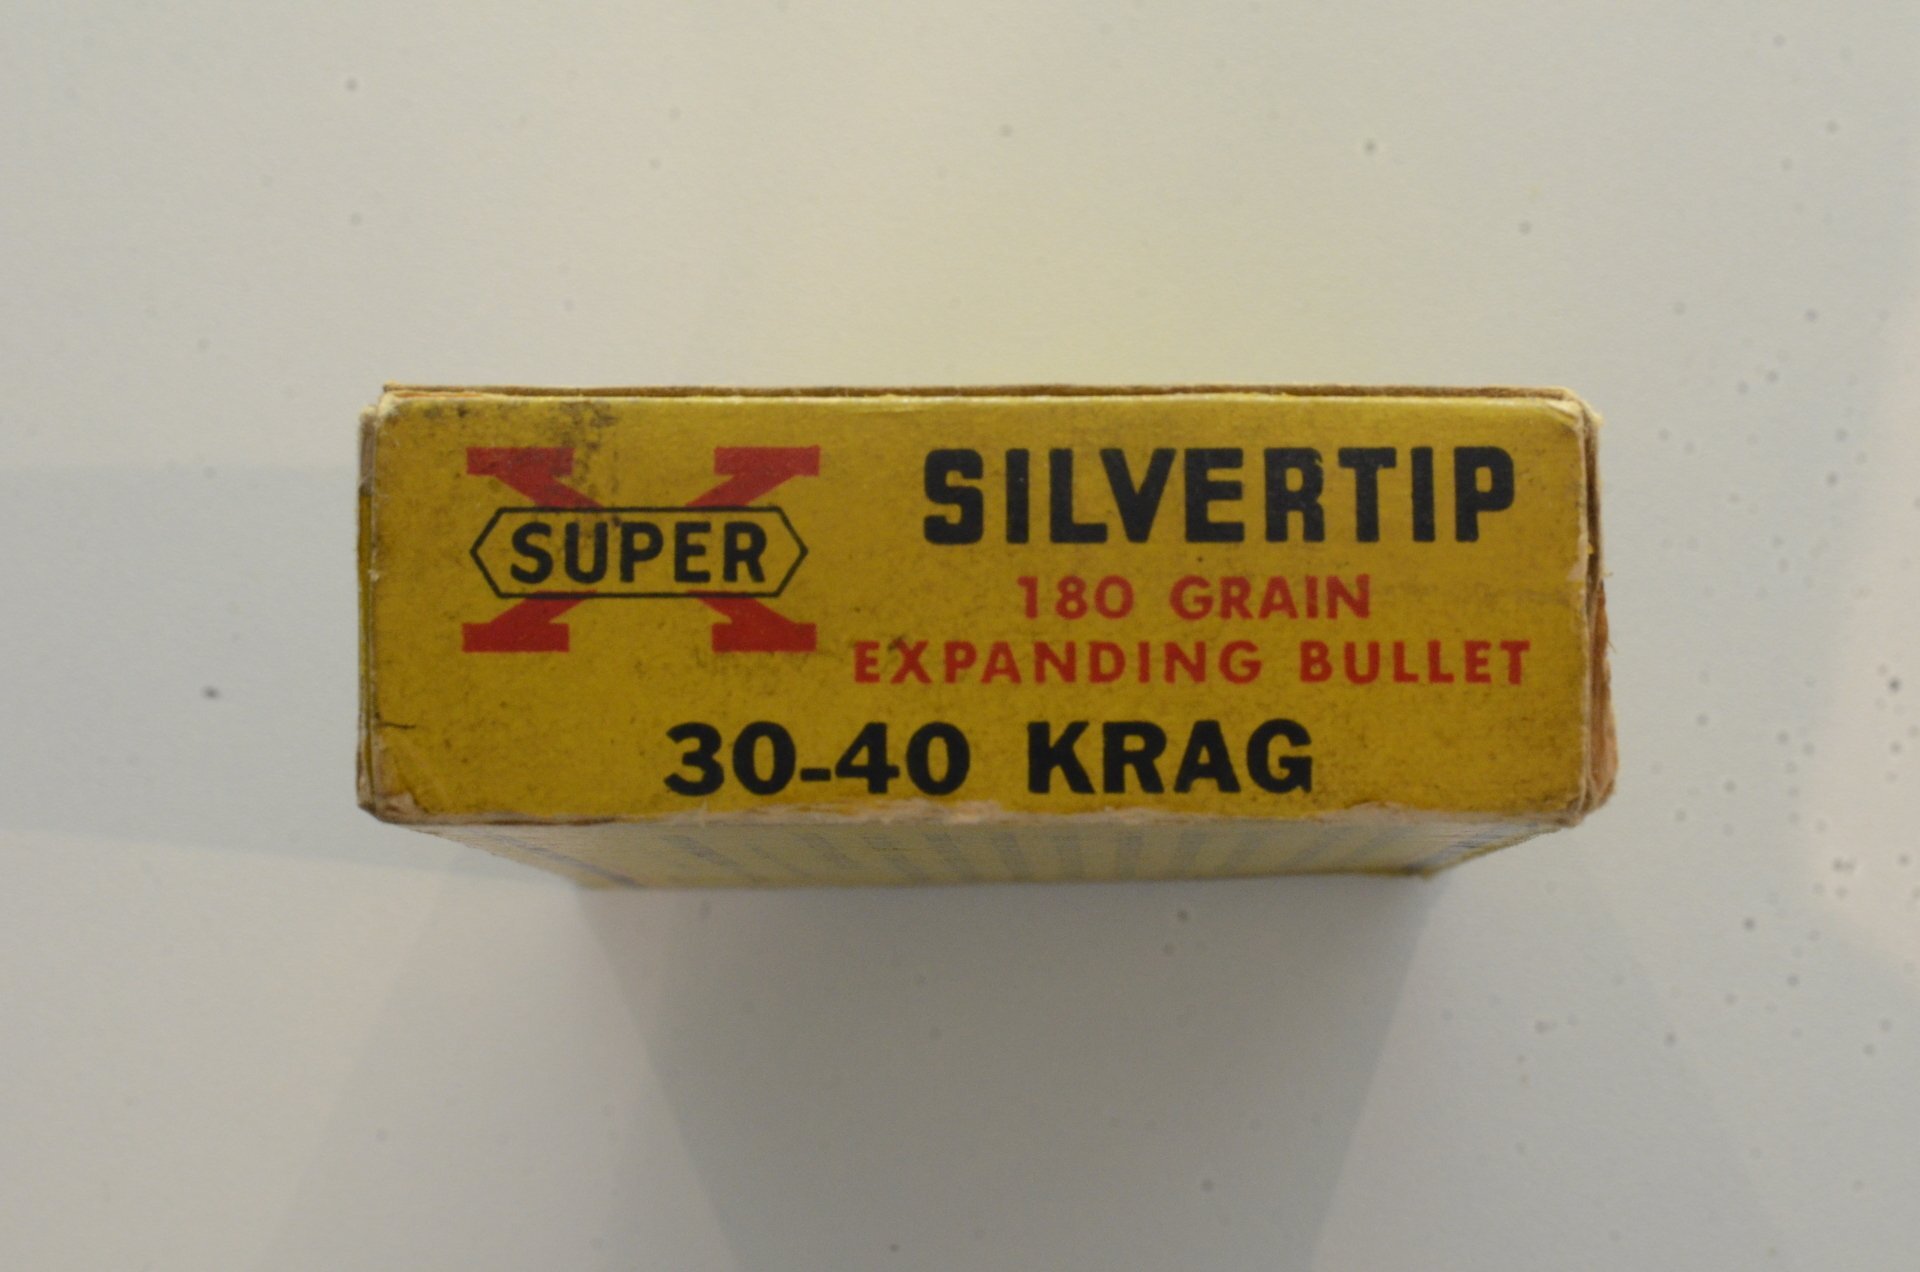 X
SUPER
SILVERTIP
180 GRAIN
EXPANDING BULLET
30-40 KRAG